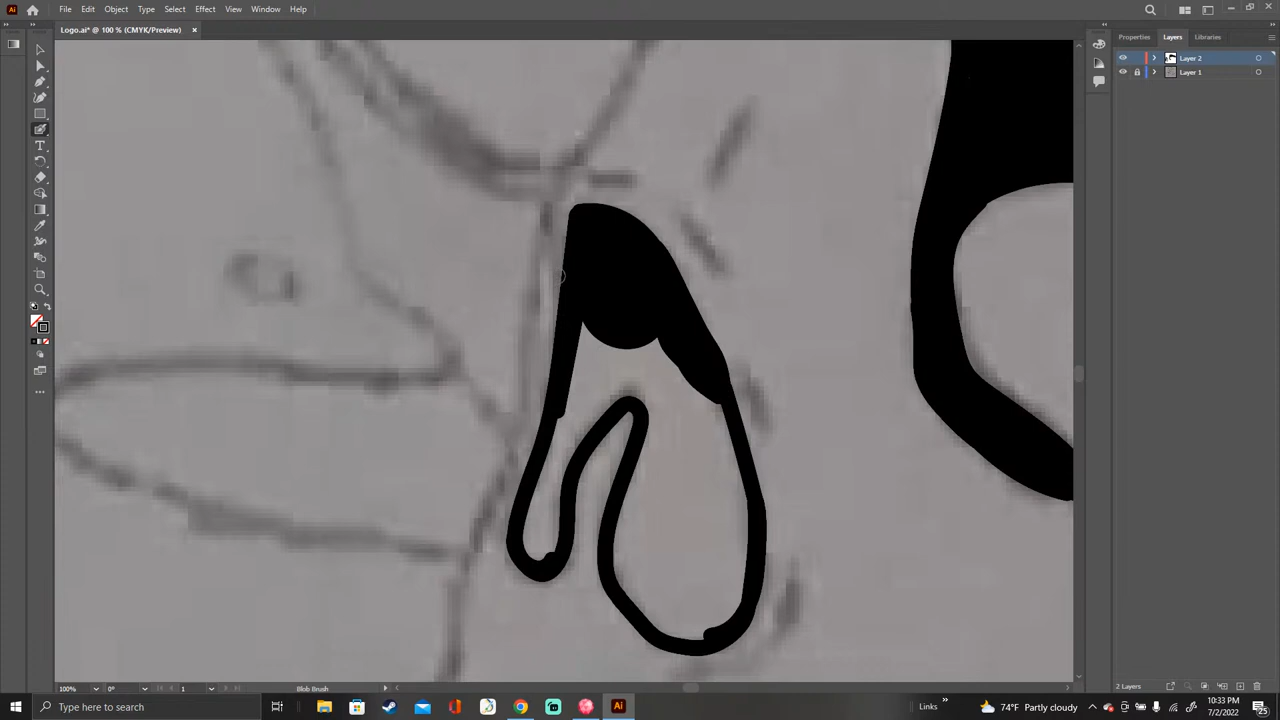 File Edit Object Type Select Effect View Window Help
Logo.ai* @ 100 % (CMYK/Preview) ×
Properties Layers Libraries
Layer 2
Layer 1
100% 0° 1 Blob Brush
2 Layers
Type here to search
Links
74°F Partly cloudy
10:33 PM
7/2/2022